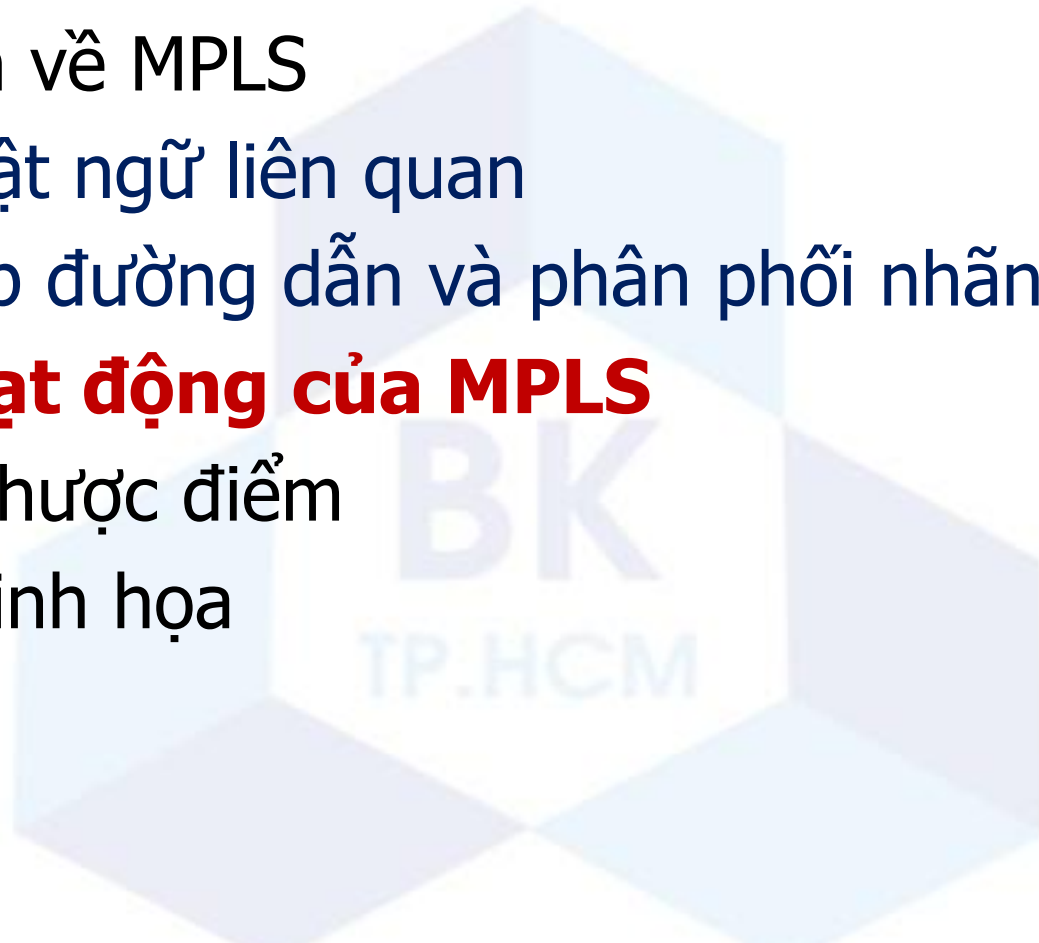 về MPLS
ật ngữ liên quan
đường dẫn và phân phối nhãn
ạt động của MPLS
hược điểm
inh họa
BK
TP.HCM